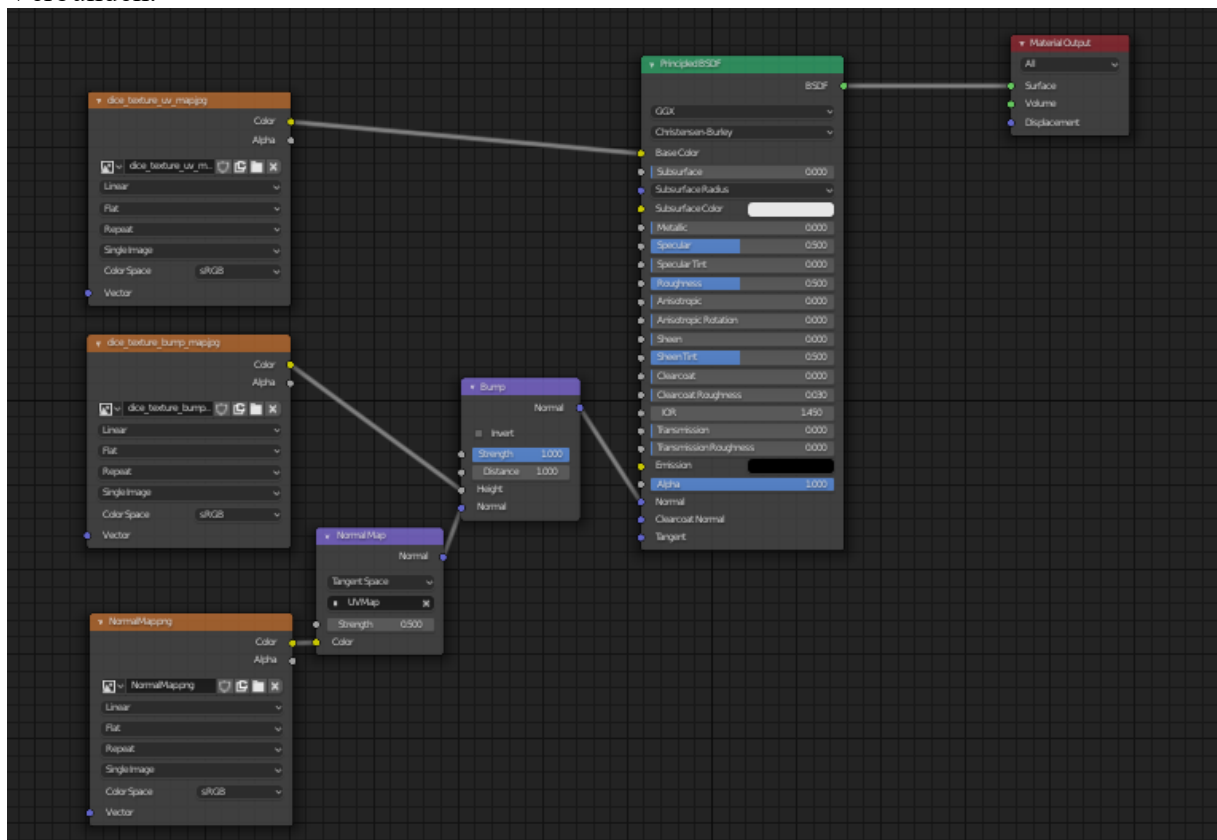 Material Output
All
Surface
Volume
Displacement
Principled BSDF
BSDF
GGX
Christensen-Burley
Base Color
Subsurface 0.000
Subsurface Radius
Subsurface Color
Metallic 0.000
Specular 0.500
Specular Tint 0.000
Roughness 0.500
Anisotropic 0.000
Anisotropic Rotation 0.000
Sheen 0.000
Sheen Tint 0.500
Clearcoat 0.000
Clearcoat Roughness 0.030
IOR 1.450
Transmission 0.000
Transmission Roughness 0.000
Emission
Alpha 1.000
Normal
Clearcoat Normal
Tangent
dice_texture_uv_map.jpg
Color
Alpha
dice_texture_uv_m...
Linear
Flat
Repeat
Single Image
Color Space sRGB
Vector
dice_texture_bump_map.jpg
Color
Alpha
dice_texture_bump...
Linear
Flat
Repeat
Single Image
Color Space sRGB
Vector
Bump
Normal
Invert
Strength 1.000
Distance 1.000
Height
Normal
Normal Map
Normal
Tangent Space
UVMap
Strength 0.500
Color
NormalMap.png
Color
Alpha
NormalMap.png
Linear
Flat
Repeat
Single Image
Color Space sRGB
Vector